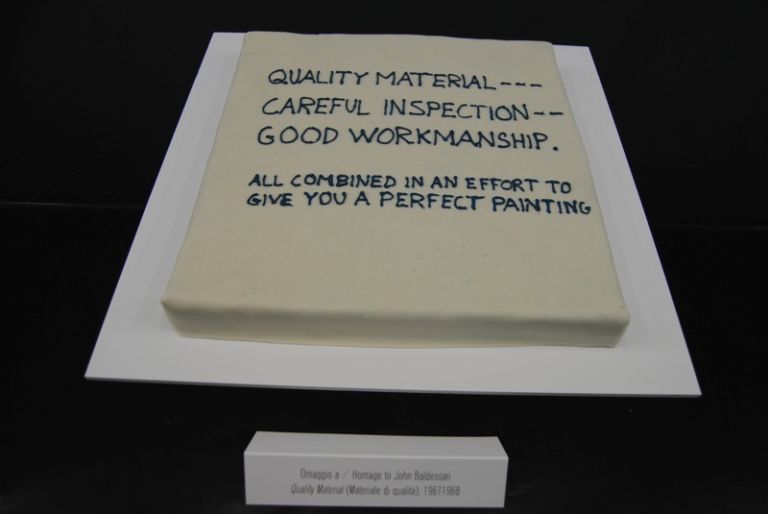 QUALITY MATERIAL---
CAREFUL INSPECTION--
GOOD WORKMANSHIP.
ALL COMBINED IN AN EFFORT TO
GIVE YOU A PERFECT PAINTING
Omaggio a / Homage to John Baldessari
Quality Material (Materiale di qualità), 1967-1968